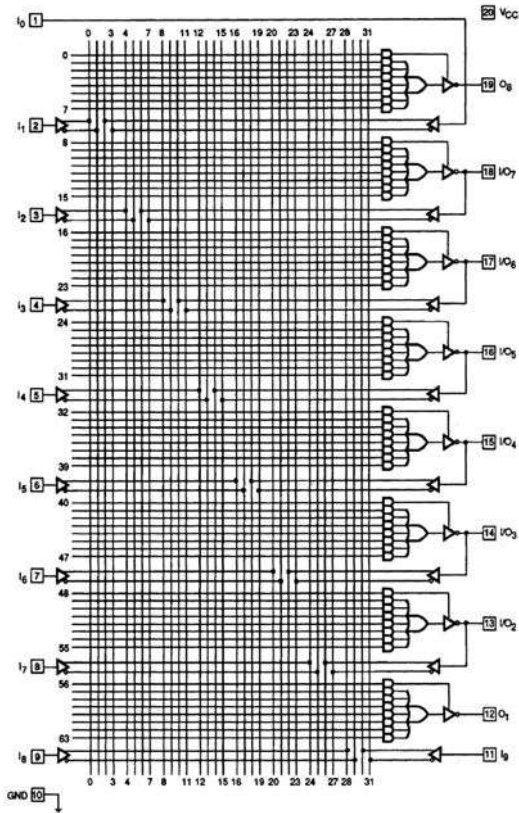 I0 1
20 VCC
0 3 4 7 8 11 12 15 16 19 20 23 24 27 28 31
0
19 O8
7
I1 2
8
18 I/O7
15
I2 3
16
17 I/O6
23
I3 4
24
16 I/O5
31
I4 5
32
15 I/O4
39
I5 6
40
14 I/O3
47
I6 7
48
13 I/O2
55
I7 8
56
12 O1
63
I8 9
11 I9
0 3 4 7 8 11 12 15 16 19 20 23 24 27 28 31
GND 10